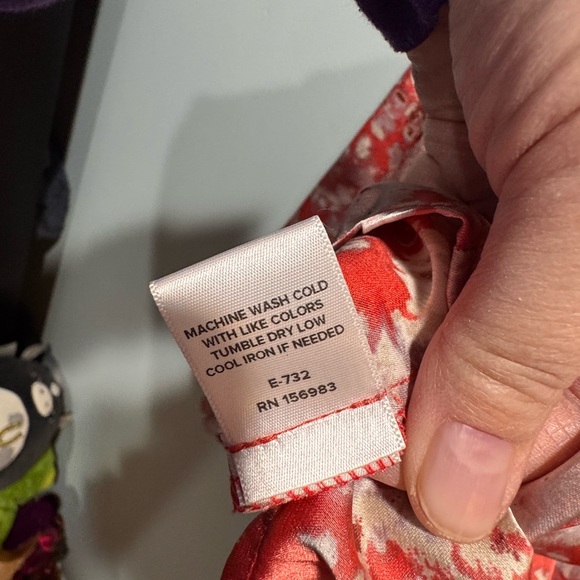 MACHINE WASH COLD
WITH LIKE COLORS
TUMBLE DRY LOW
COOL IRON IF NEEDED
E-732
RN 156983